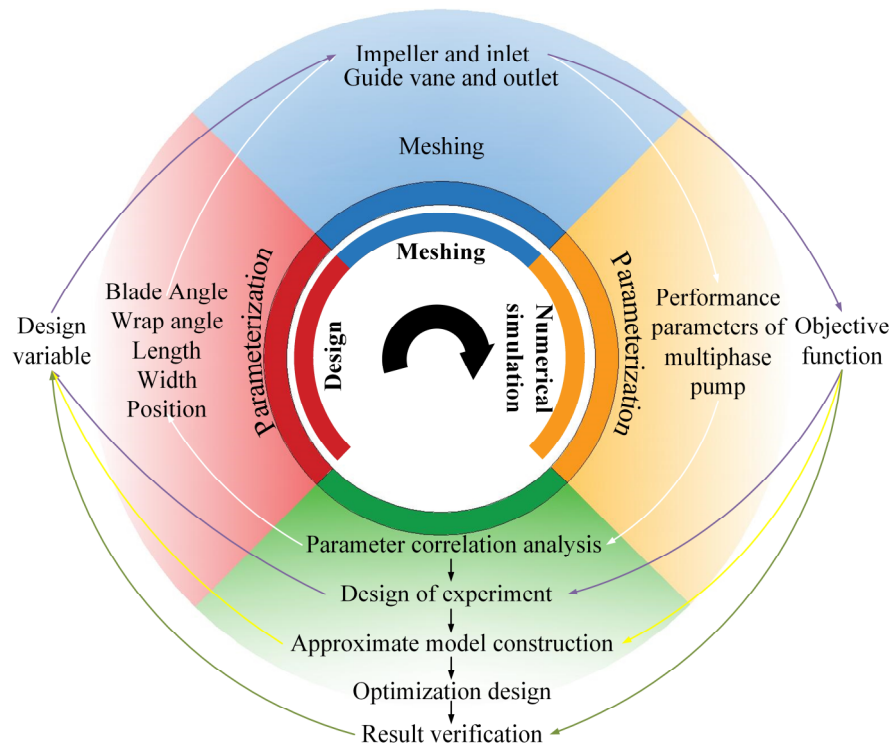 Impeller and inlet
Guide vane and outlet
Meshing
Meshing
Parameterization
Design
Numerical
simulation
Parameterization
Blade Angle
Wrap angle
Length
Width
Position
Design
variable
Performance
parameters of
multiphase
pump
Objective
function
Parameter correlation analysis
Design of experiment
Approximate model construction
Optimization design
Result verification